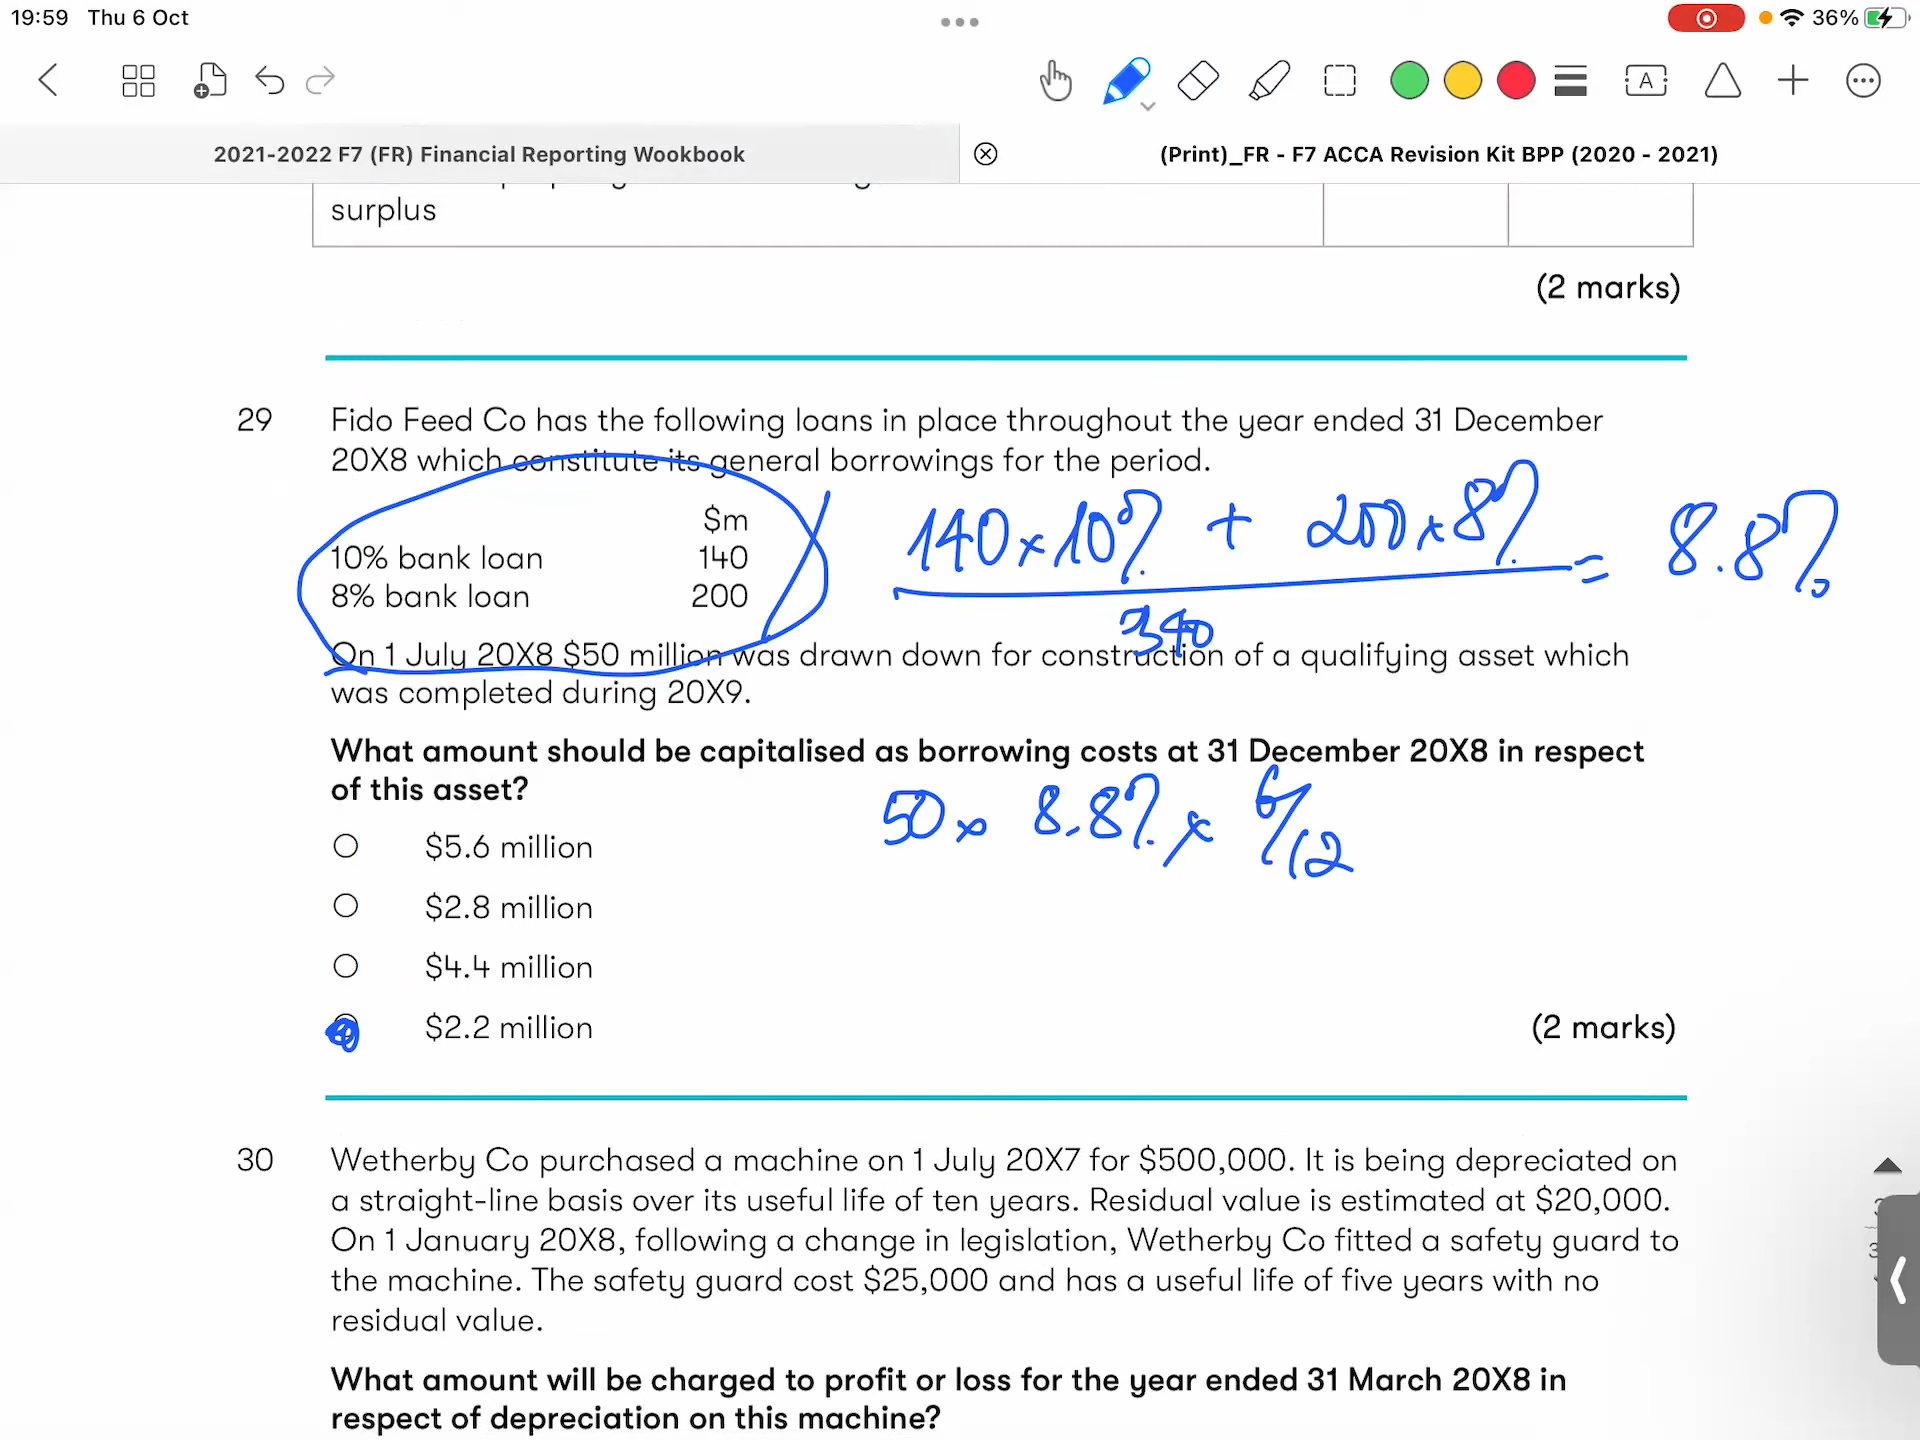 19:59 Thu 6 Oct
36%
A
2021-2022 F7 (FR) Financial Reporting Wookbook
(Print)_FR - F7 ACCA Revision Kit BPP (2020 - 2021)
surplus
(2 marks)
29 Fido Feed Co has the following loans in place throughout the year ended 31 December
20X8 which constitute its general borrowings for the period.
$m
10% bank loan 140
8% bank loan 200
140 x 10% + 200 x 8% = 8.8%
340
On 1 July 20X8 $50 million was drawn down for construction of a qualifying asset which
was completed during 20X9.
What amount should be capitalised as borrowing costs at 31 December 20X8 in respect
of this asset?
50 x 8.8% x 6/12
$5.6 million
$2.8 million
$4.4 million
$2.2 million
(2 marks)
30 Wetherby Co purchased a machine on 1 July 20X7 for $500,000. It is being depreciated on
a straight-line basis over its useful life of ten years. Residual value is estimated at $20,000.
On 1 January 20X8, following a change in legislation, Wetherby Co fitted a safety guard to
the machine. The safety guard cost $25,000 and has a useful life of five years with no
residual value.
What amount will be charged to profit or loss for the year ended 31 March 20X8 in
respect of depreciation on this machine?